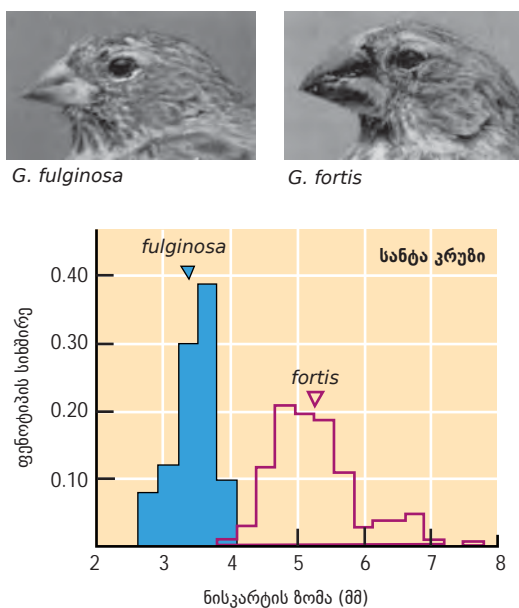 G. fulginosa
G. fortis
fulginosa
სანტა კრუზი
0.40
0.30
fortis
0.20
0.10
ფენოტიპის სიხშირე
2 3 4 5 6 7 8
ნისკარტის ზომა (მმ)